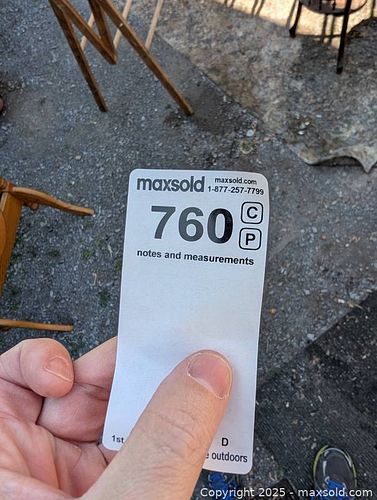 maxsold maxsold.com
1-877-257-7799
760 C
P
notes and measurements
1st D
outdoors
Copyright © 2025 - maxsold.com